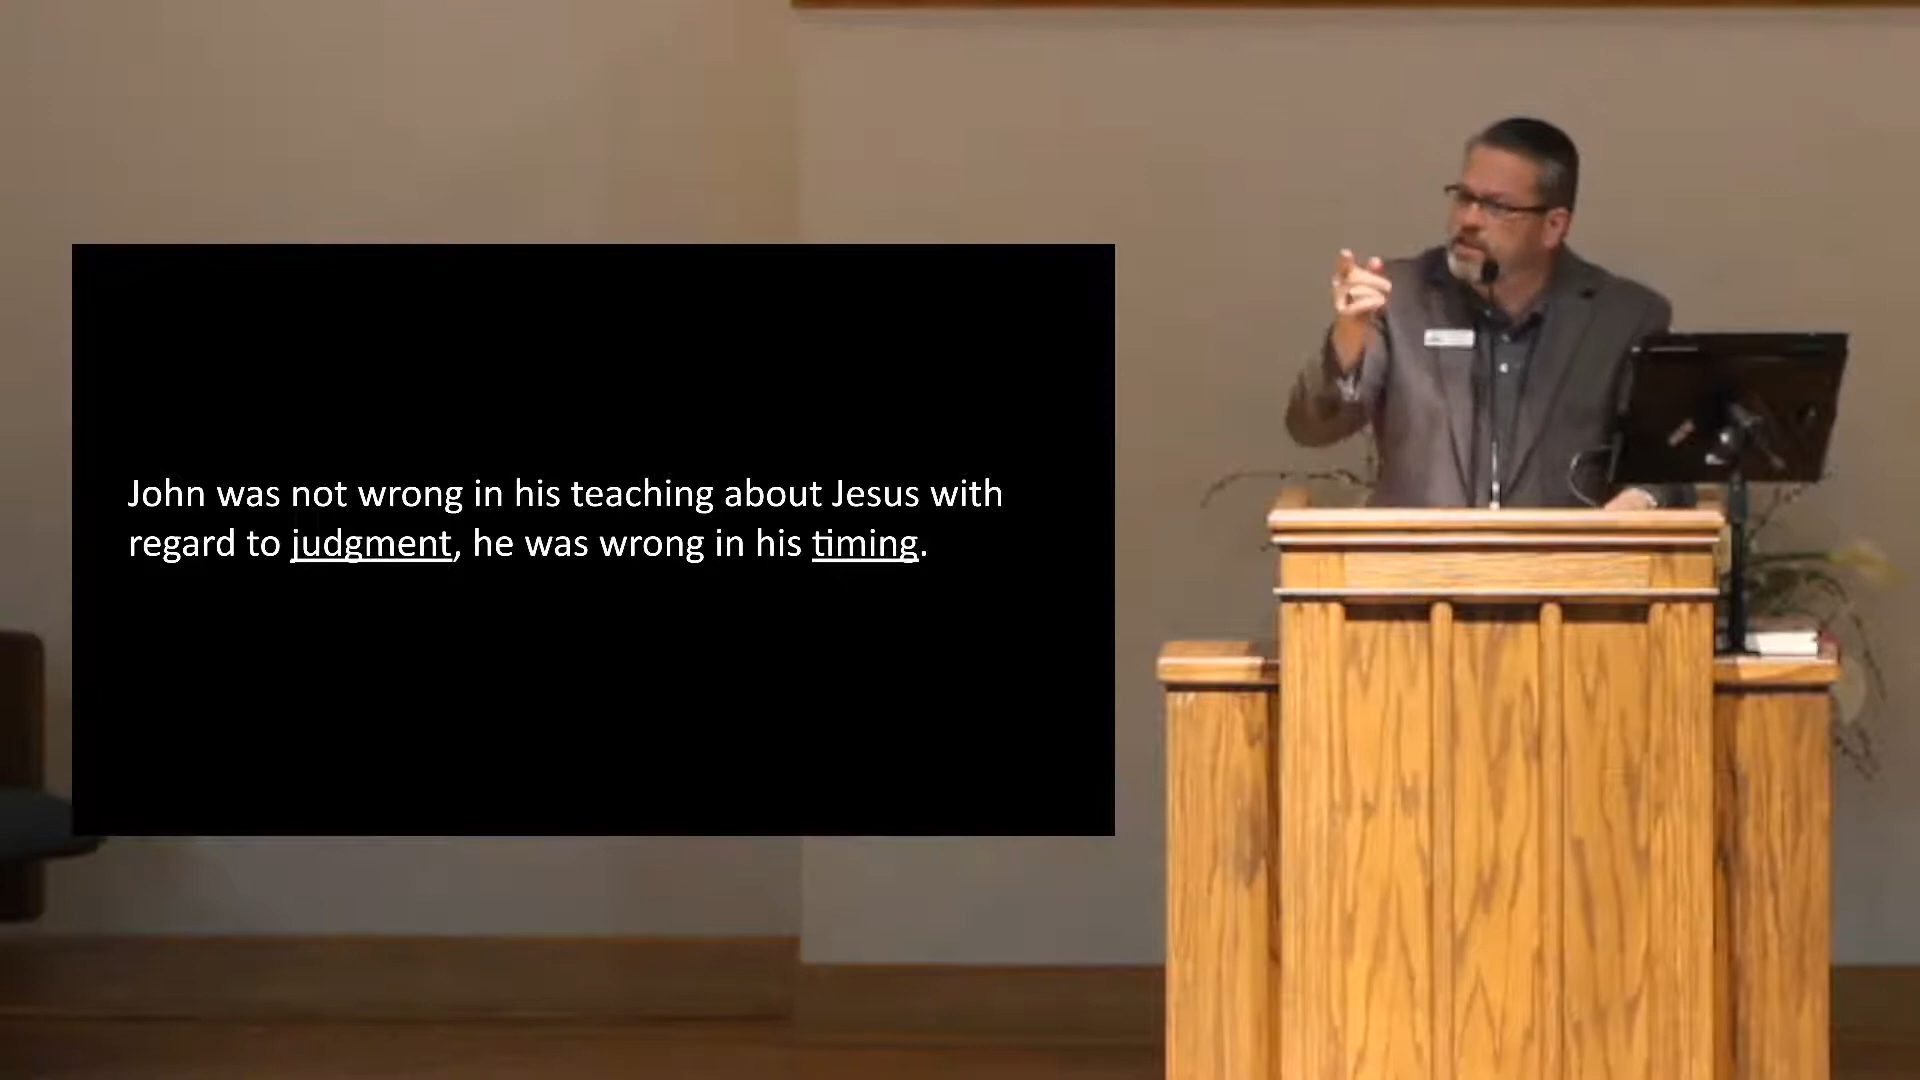 John was not wrong in his teaching about Jesus with
regard to judgment, he was wrong in his timing.